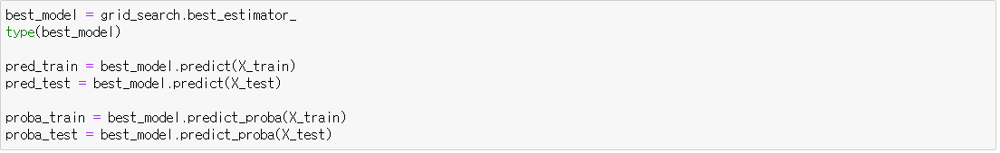 best_model = grid_search.best_estimator_
type(best_model)
pred_train = best_model.predict(X_train)
pred_test = best_model.predict(X_test)
proba_train = best_model.predict_proba(X_train)
proba_test = best_model.predict_proba(X_test)